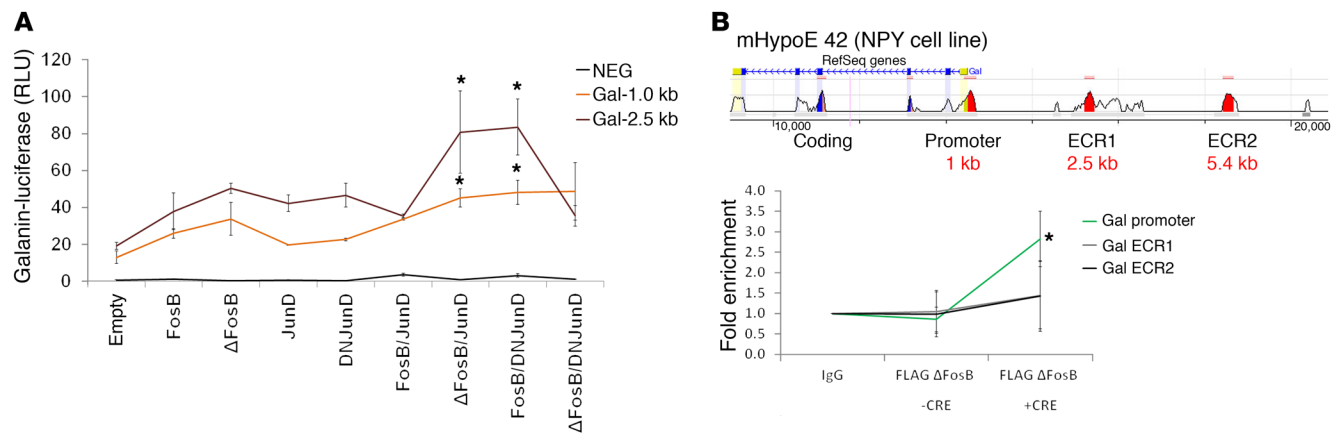 A
120
100
80
60
40
20
0
Galanin-luciferase (RLU)
NEG
Gal-1.0 kb
Gal-2.5 kb
*
*
*
*
Empty
FosB
ΔFosB
JunD
DNJunD
FosB/JunD
ΔFosB/JunD
FosB/DNJunD
ΔFosB/DNJunD
B
mHypoE 42 (NPY cell line)
RefSeq genes
Gal
10,000
20,000
Coding
Promoter
ECR1
ECR2
1 kb
2.5 kb
5.4 kb
4.0
3.5
3.0
2.5
2.0
1.5
1.0
0.5
0.0
Fold enrichment
Gal promoter
Gal ECR1
Gal ECR2
*
IgG
FLAG ΔFosB
-CRE
FLAG ΔFosB
+CRE